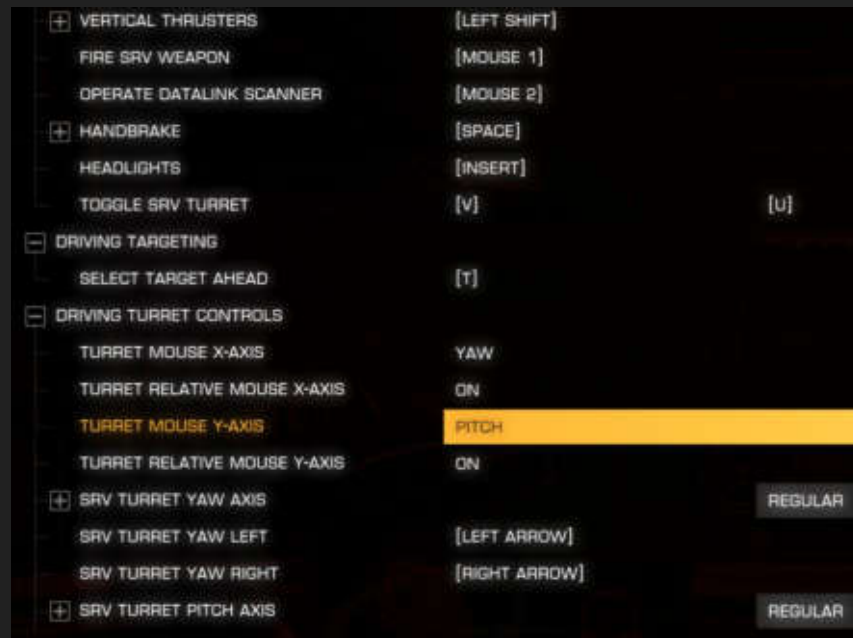 VERTICAL THRUSTERS [LEFT SHIFT]
FIRE SRV WEAPON [MOUSE 1]
OPERATE DATALINK SCANNER [MOUSE 2]
HANDBRAKE [SPACE]
HEADLIGHTS [INSERT]
TOGGLE SRV TURRET [V] [U]
DRIVING TARGETING
SELECT TARGET AHEAD [T]
DRIVING TURRET CONTROLS
TURRET MOUSE X-AXIS YAW
TURRET RELATIVE MOUSE X-AXIS ON
TURRET MOUSE Y-AXIS PITCH
TURRET RELATIVE MOUSE Y-AXIS ON
SRV TURRET YAW AXIS REGULAR
SRV TURRET YAW LEFT [LEFT ARROW]
SRV TURRET YAW RIGHT [RIGHT ARROW]
SRV TURRET PITCH AXIS REGULAR